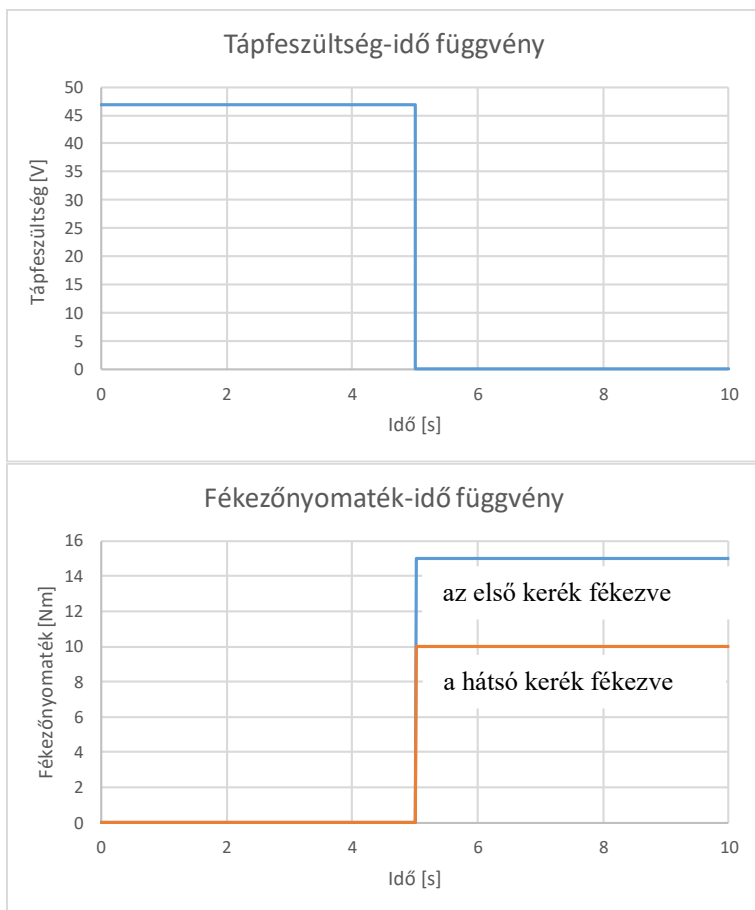 Tápfeszültség-idő függvény
50
45
40
35
30
25
20
15
10
5
0
Tápfeszültség [V]
0 2 4 6 8 10
Idő [s]
Fékezőnyomaték-idő függvény
16
14
12
10
8
6
4
2
0
Fékezőnyomaték [Nm]
az első kerék fékezve
a hátsó kerék fékezve
0 2 4 6 8 10
Idő [s]